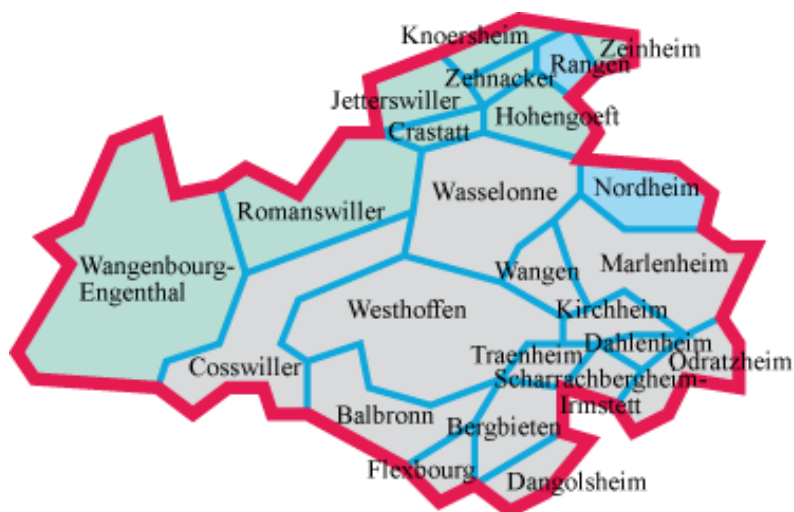 Knoersheim
Zeinheim
Rangen
Zehnacker
Jetterswiller
Hohengoeft
Crastatt
Wasselonne
Nordheim
Romanswiller
Wangenbourg-
Engenthal
Wangen
Marlenheim
Westhoffen
Kirchheim
Dahlenheim
Traenheim
Odratzheim
Cosswiller
Scharrachbergheim-
Irmstett
Balbronn
Bergbieten
Flexbourg
Dangolsheim